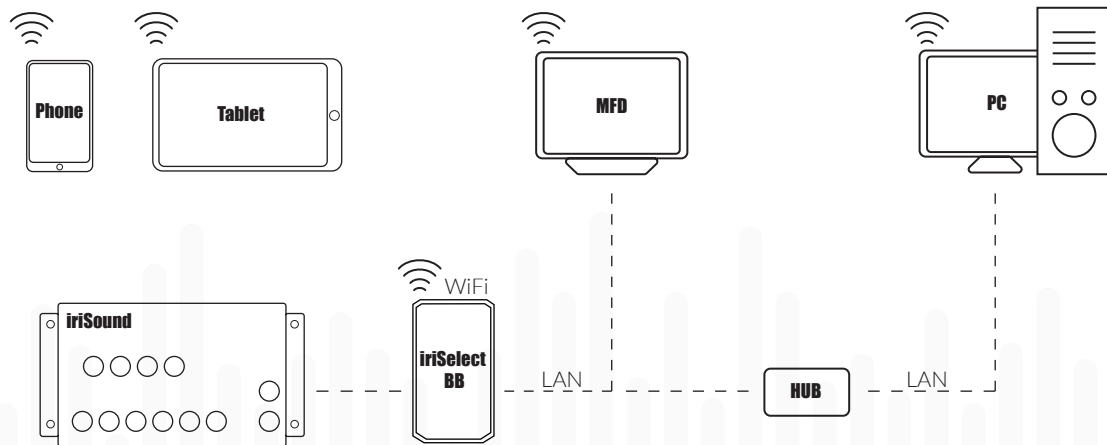 Phone
Tablet
MFD
PC
WiFi
iriSound
iriSelect
BB
LAN
HUB
LAN